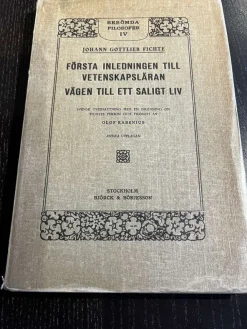 BERÖMDA
FILOSOFER
IV
JOHANN GOTTLIEB FICHTE
FÖRSTA INLEDNINGEN TILL
VETENSKAPSLÄRAN
VÄGEN TILL ETT SALIGT LIV
OLOF RABENIUS
STOCKHOLM
BJÖRCK & BÖRJESSON